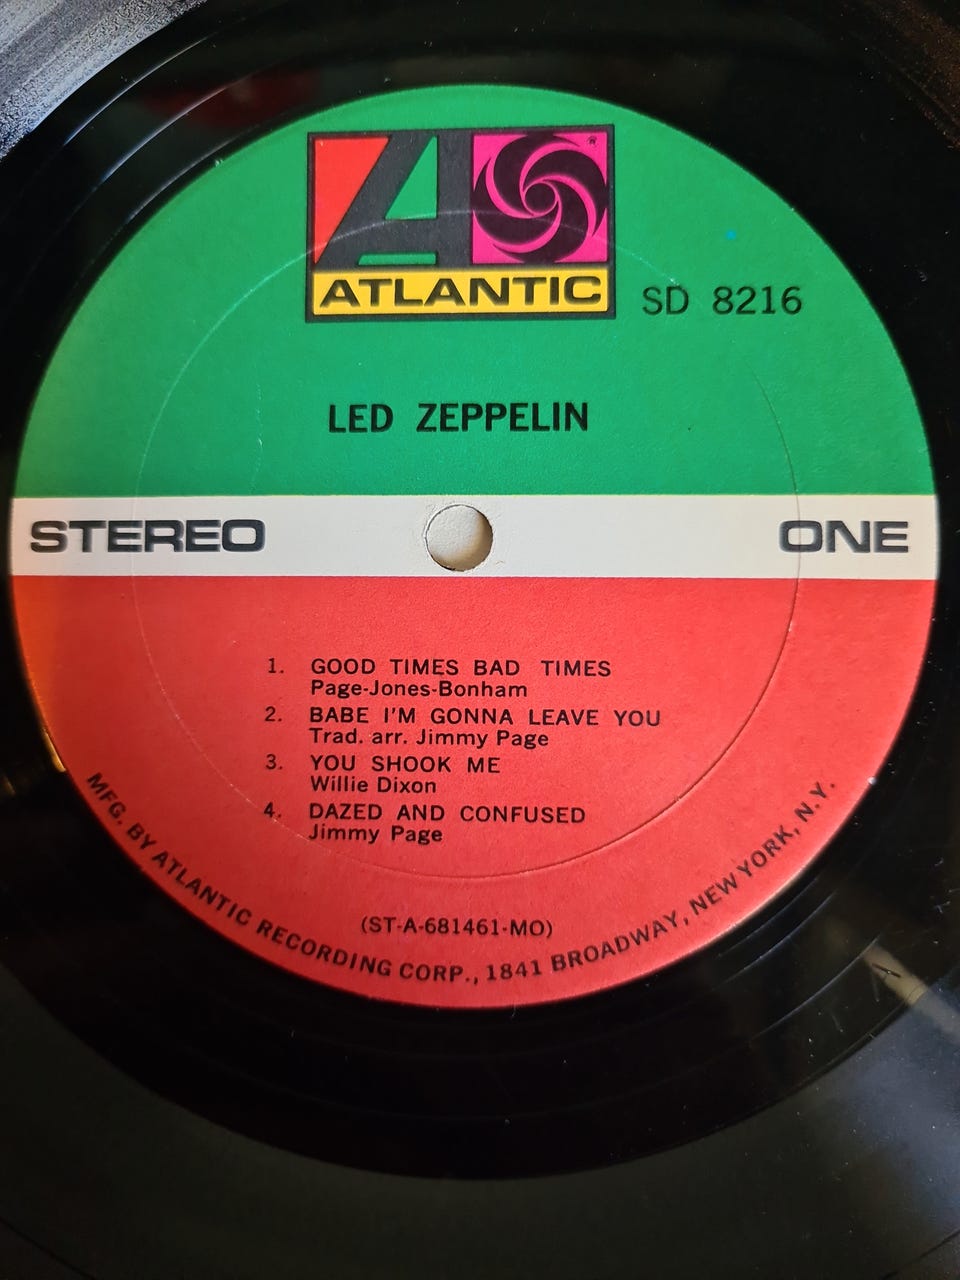 ATLANTIC
SD 8216
LED ZEPPELIN
STEREO
ONE
1. GOOD TIMES BAD TIMES
Page-Jones-Bonham
2. BABE I'M GONNA LEAVE YOU
Trad. arr. Jimmy Page
3. YOU SHOOK ME
Willie Dixon
4. DAZED AND CONFUSED
Jimmy Page
(ST-A-681461-MO)
MFG. BY ATLANTIC RECORDING CORP., 1841 BROADWAY, NEW YORK, N.Y.